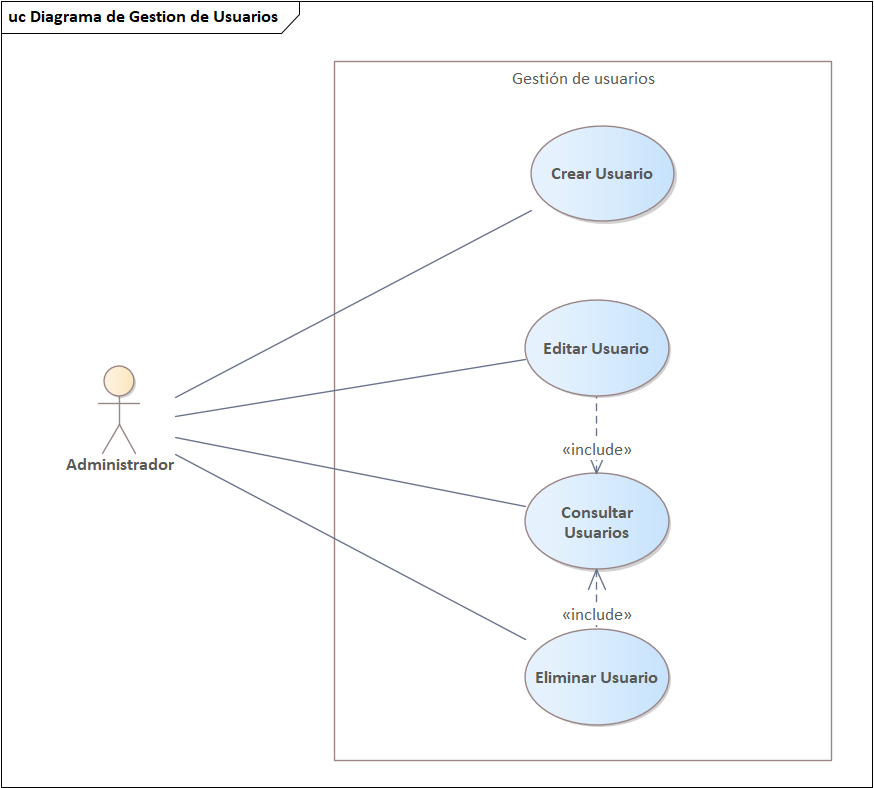 uc Diagrama de Gestion de Usuarios
Gestión de usuarios
Crear Usuario
Editar Usuario
«include»
Administrador
Consultar
Usuarios
«include»
Eliminar Usuario